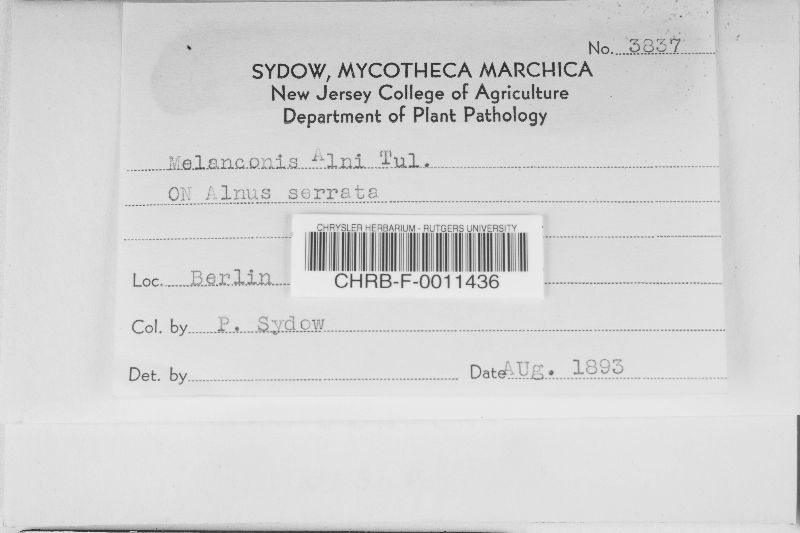 No. 3837
SYDOW, MYCOTHECA MARCHICA
New Jersey College of Agriculture
Department of Plant Pathology
Melanconis Alni Tul.
ON Alnus serrata
CHRYSLER HERBARIUM - RUTGERS UNIVERSITY
CHRB-F-0011436
Loc. Berlin
Col. by P. Sydow
Det. by
Date AUg. 1893